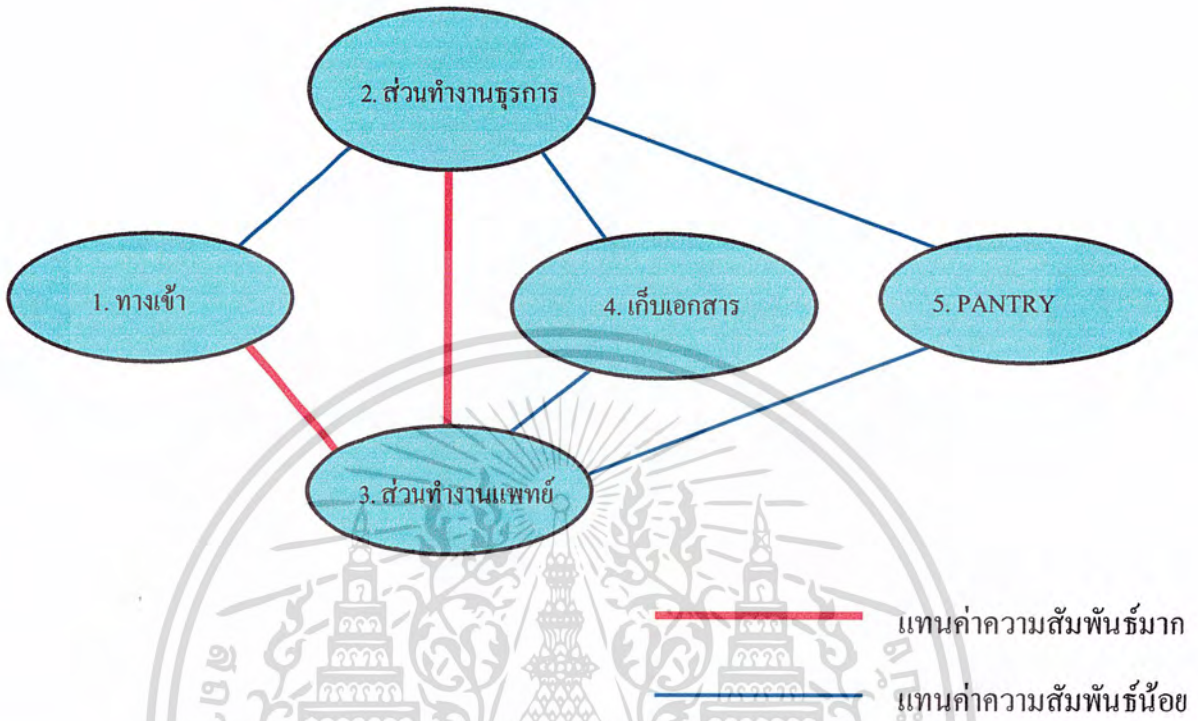 2. ส่วนทำงานธุรการ
1. ทางเข้า
4. เก็บเอกสาร
5. PANTRY
3. ส่วนทำงานแพทย์
แทนค่าความสัมพันธ์มาก
แทนค่าความสัมพันธ์น้อย